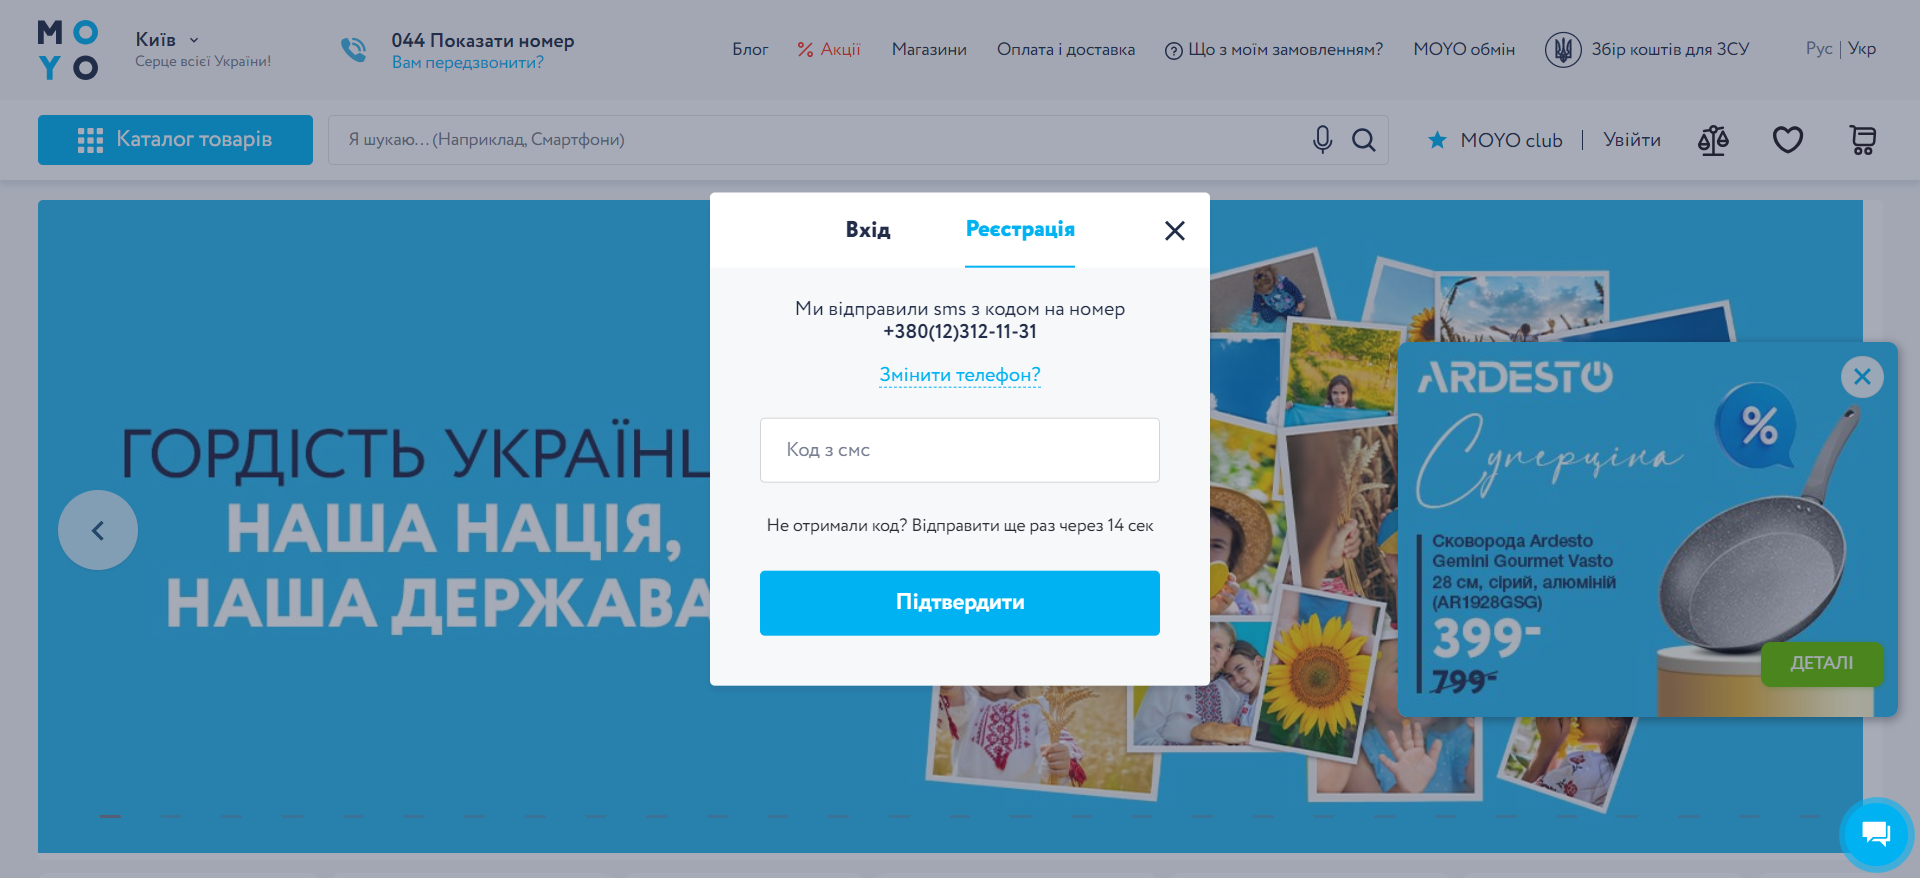 MOYO
Київ
Серце всієї України!
044 Показати номер
Вам передзвонити?
Блог
% Акції
Магазини
Оплата і доставка
? Що з моїм замовленням?
MOYO обмін
Збір коштів для ЗСУ
Рус | Укр
Каталог товарів
Я шукаю... (Наприклад, Смартфони)
MOYO club | Увійти
Вхід
Реєстрація
Ми відправили sms з кодом на номер
+380(12)312-11-31
Змінити телефон?
Код з смс
Не отримали код? Відправити ще раз через 14 сек
Підтвердити
ГОРДІСТЬ УКРАЇНЦ
НАША НАЦІЯ,
НАША ДЕРЖАВА
ARDESTO
Суперціна
%
Сковорода Ardesto
Gemini Gourmet Vasto
28 см, сірий, алюміній
(AR1928GSG)
399-
799-
ДЕТАЛІ